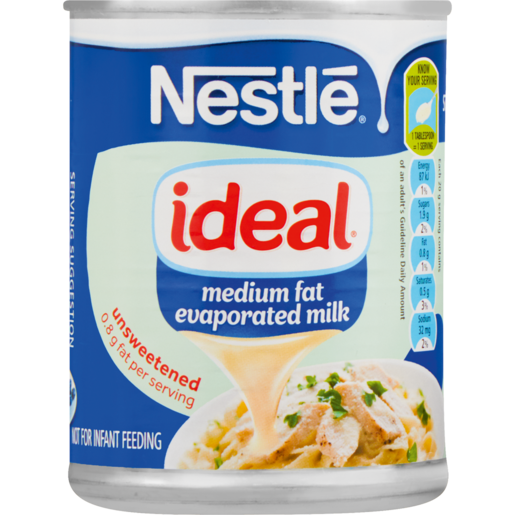 Nestlé®
ideal®
medium fat
evaporated milk
unsweetened
0.8 g fat per serving
SERVING SUGGESTION
NOT FOR INFANT FEEDING
KNOW
YOUR SERVING
1 TABLESPOON
= 1 SERVING
Each 20 g serving contains
Energy
87 kJ
1%
Sugars
1.9 g
2%
Fat
0.8 g
1%
Saturates
0.5 g
3%
Sodium
32 mg
2%
of an adult's Guideline Daily Amount